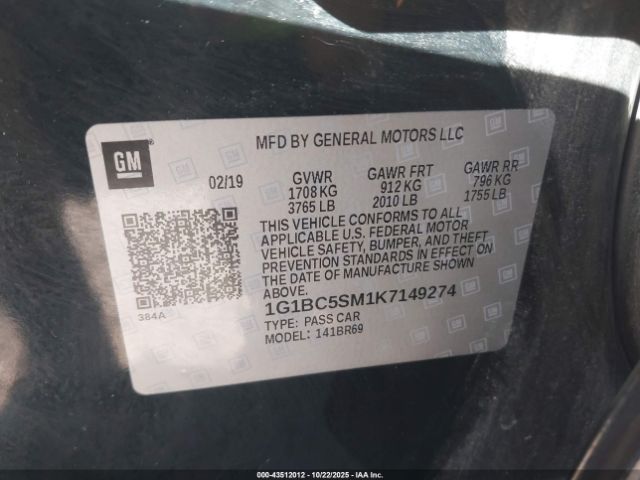 MFD BY GENERAL MOTORS LLC
GM
02/19
GVWR
1708 KG
3765 LB
GAWR FRT
912 KG
2010 LB
GAWR RR
796 KG
1755 LB
THIS VEHICLE CONFORMS TO ALL
APPLICABLE U.S. FEDERAL MOTOR
VEHICLE SAFETY, BUMPER, AND THEFT
PREVENTION STANDARDS IN EFFECT ON
THE DATE OF MANUFACTURE SHOWN
ABOVE.
384A
1G1BC5SM1K7149274
TYPE: PASS CAR
MODEL: 141BR69
000-43512012 - 10/22/2025 - IAAI.COM